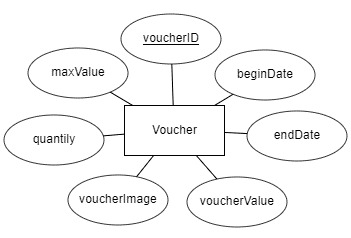 voucherID
maxValue
beginDate
quantily
Voucher
endDate
voucherImage
voucherValue